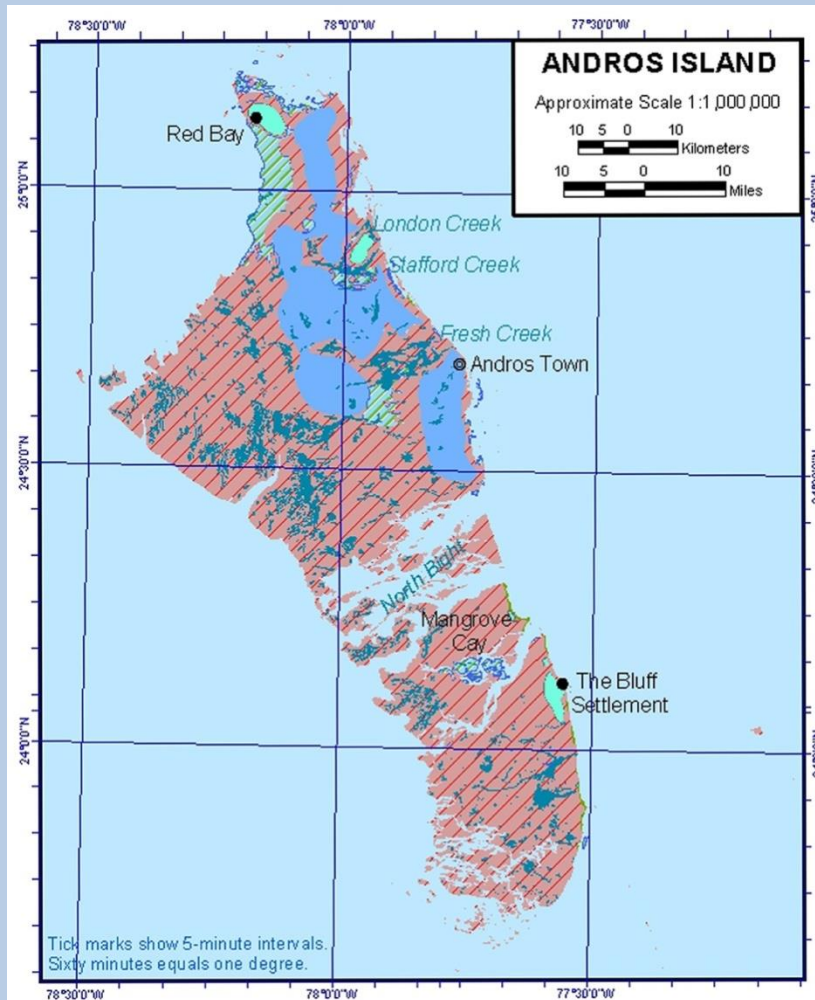 78°30'0"W 78°0'0"W 77°30'0"W
ANDROS ISLAND
Approximate Scale 1:1,000,000
10 5 0 10
Kilometers
10 5 0 10
Miles
Red Bay
25°0'0"N
London Creek
Stafford Creek
Fresh Creek
Andros Town
24°30'0"N
North Bight
Mangrove
Cay
The Bluff
Settlement
24°0'0"N
Tick marks show 5-minute intervals.
Sixty minutes equals one degree.
78°30'0"W 78°0'0"W 77°30'0"W